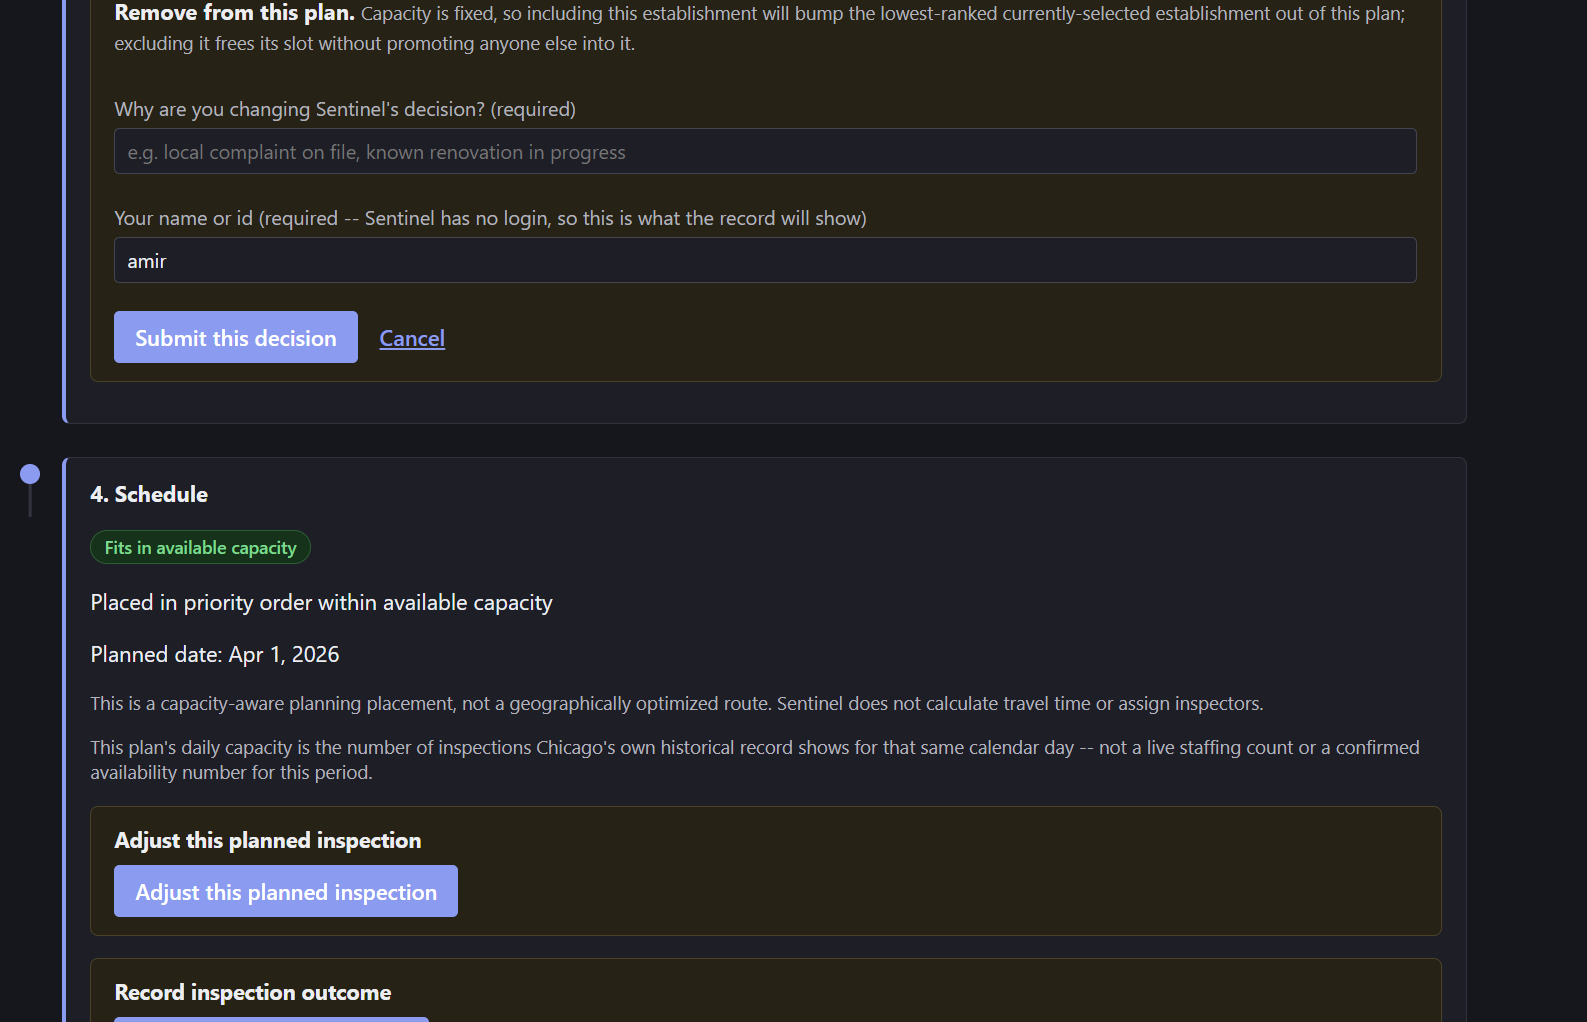 Remove from this plan. Capacity is fixed, so including this establishment will bump the lowest-ranked currently-selected establishment out of this plan;
excluding it frees its slot without promoting anyone else into it.
Why are you changing Sentinel's decision? (required)
e.g. local complaint on file, known renovation in progress
Your name or id (required -- Sentinel has no login, so this is what the record will show)
amir
Submit this decision Cancel
4. Schedule
Fits in available capacity
Placed in priority order within available capacity
Planned date: Apr 1, 2026
This is a capacity-aware planning placement, not a geographically optimized route. Sentinel does not calculate travel time or assign inspectors.
This plan's daily capacity is the number of inspections Chicago's own historical record shows for that same calendar day -- not a live staffing count or a confirmed
availability number for this period.
Adjust this planned inspection
Adjust this planned inspection
Record inspection outcome